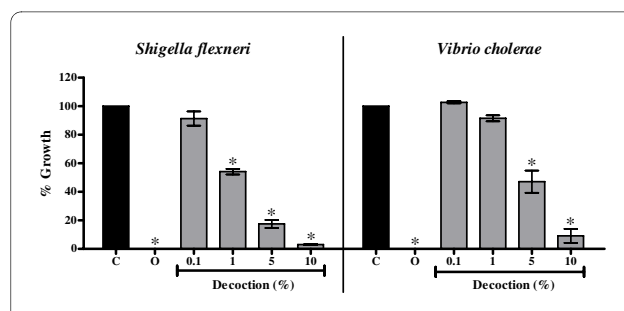 Shigella flexneri Vibrio cholerae
120
100
80
60
40
20
0
% Growth
* * * * * * *
C O 0.1 1 5 10 C O 0.1 1 5 10
Decoction (%) Decoction (%)